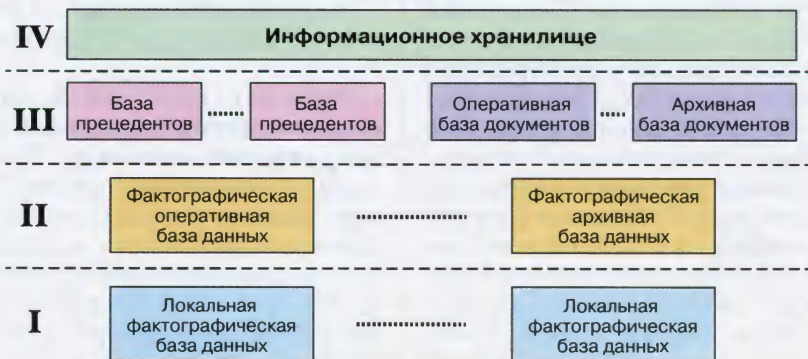 IV Информационное хранилище
III База прецедентов ........ База прецедентов Оперативная база документов ..... Архивная база документов
II Фактографическая оперативная база данных .................. Фактографическая архивная база данных
I Локальная фактографическая база данных .................. Локальная фактографическая база данных